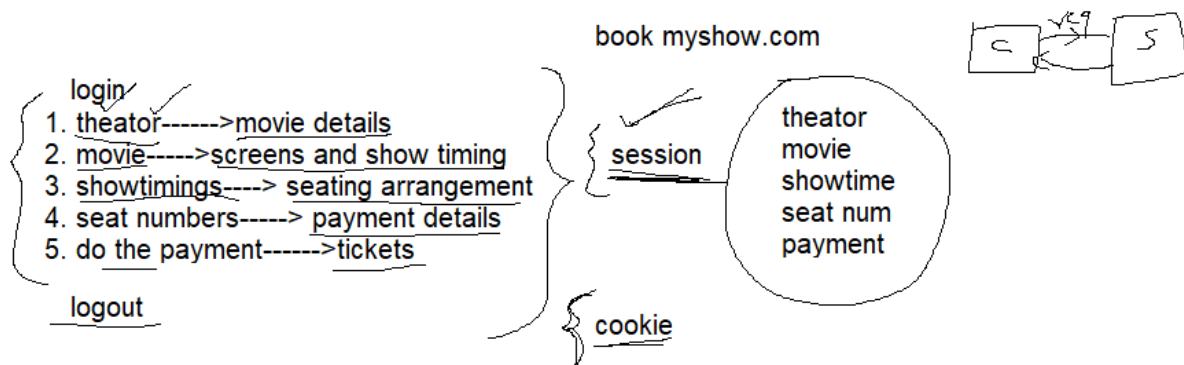 book myshow.com
req
C
S
login
1. theator------>movie details
2. movie----->screens and show timing
3. showtimings----> seating arrangement
4. seat numbers-----> payment details
5. do the payment------>tickets
logout
session
cookie
theator
movie
showtime
seat num
payment